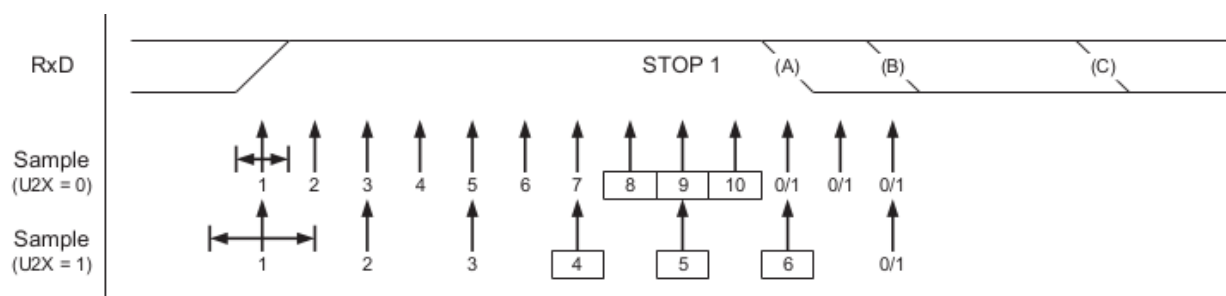 RxD STOP 1 (A) (B) (C)
Sample
(U2X = 0)
1 2 3 4 5 6 7 8 9 10 0/1 0/1 0/1
Sample
(U2X = 1)
1 2 3 4 5 6 0/1